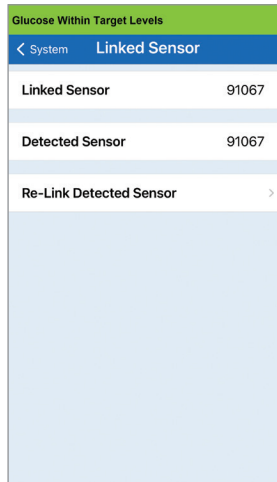 Glucose Within Target Levels
System Linked Sensor
Linked Sensor 91067
Detected Sensor 91067
Re-Link Detected Sensor